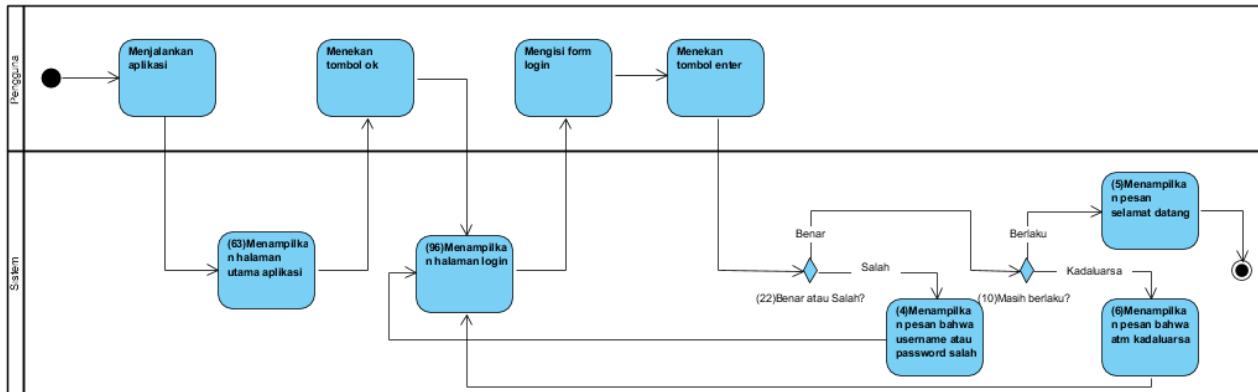 Pengguna
Menjalankan
aplikasi
Menekan
tombol ok
Mengisi form
login
Menekan
tombol enter
Sistem
(63)Menampilka
n halaman
utama aplikasi
(96)Menampilka
n halaman login
Benar
Salah
(22)Benar atau Salah?
(4)Menampilka
n pesan bahwa
username atau
password salah
Berlaku
Kadaluarsa
(10)Masih berlaku?
(5)Menampilka
n pesan
selamat datang
(6)Menampilka
n pesan bahwa
atm kadaluarsa